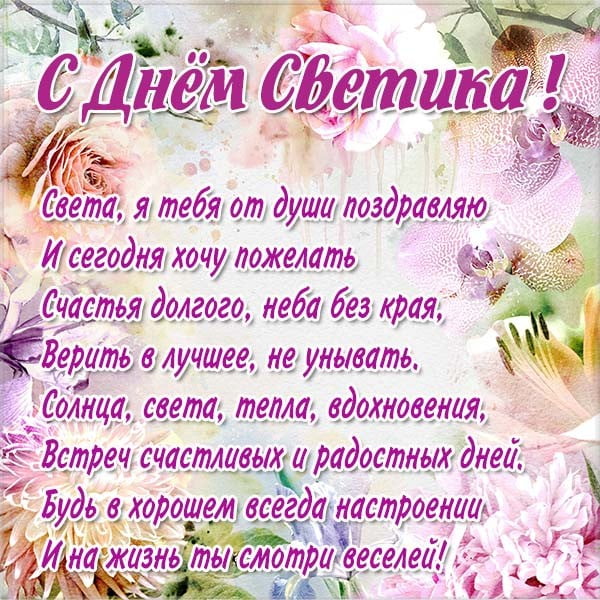 С Днём Светика !
Света, я тебя от души поздравляю
И сегодня хочу пожелать
Счастья долгого, неба без края,
Верить в лучшее, не унывать.
Солнца, света, тепла, вдохновения,
Встреч счастливых и радостных дней.
Будь в хорошем всегда настроении
И на жизнь ты смотри веселей!